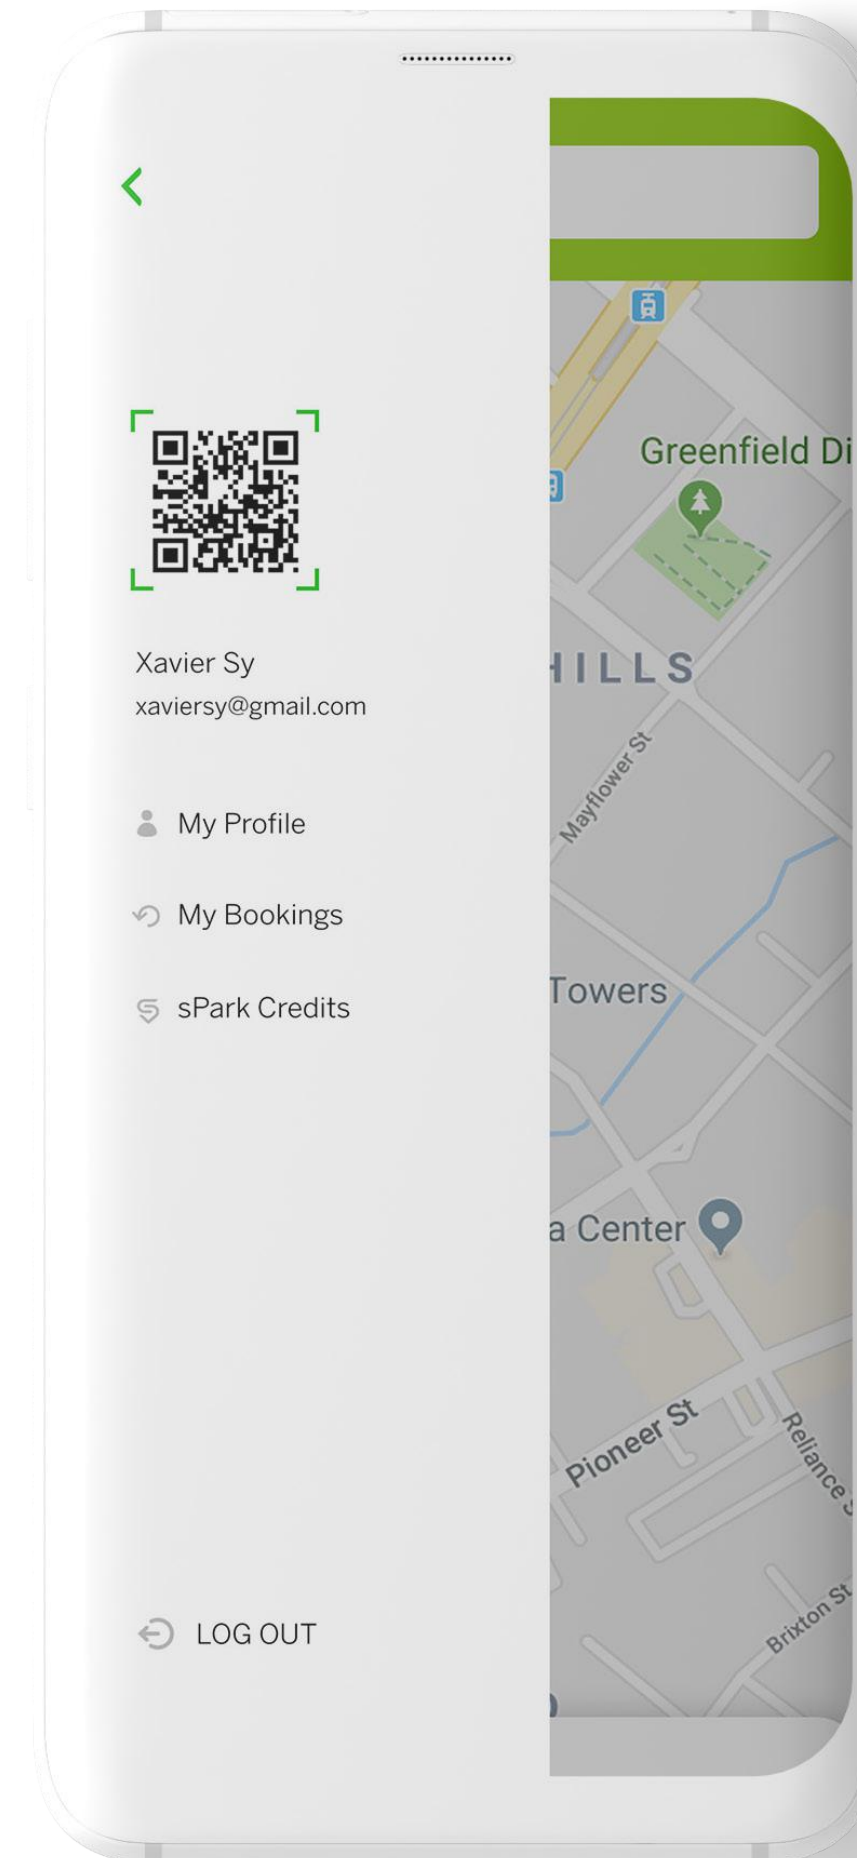 Xavier Sy
xaviersy@gmail.com
My Profile
My Bookings
sPark Credits
LOG OUT
Greenfield Di
HILLS
Mayflower St
Towers
a Center
Pioneer St
Reliance S
Brixton St